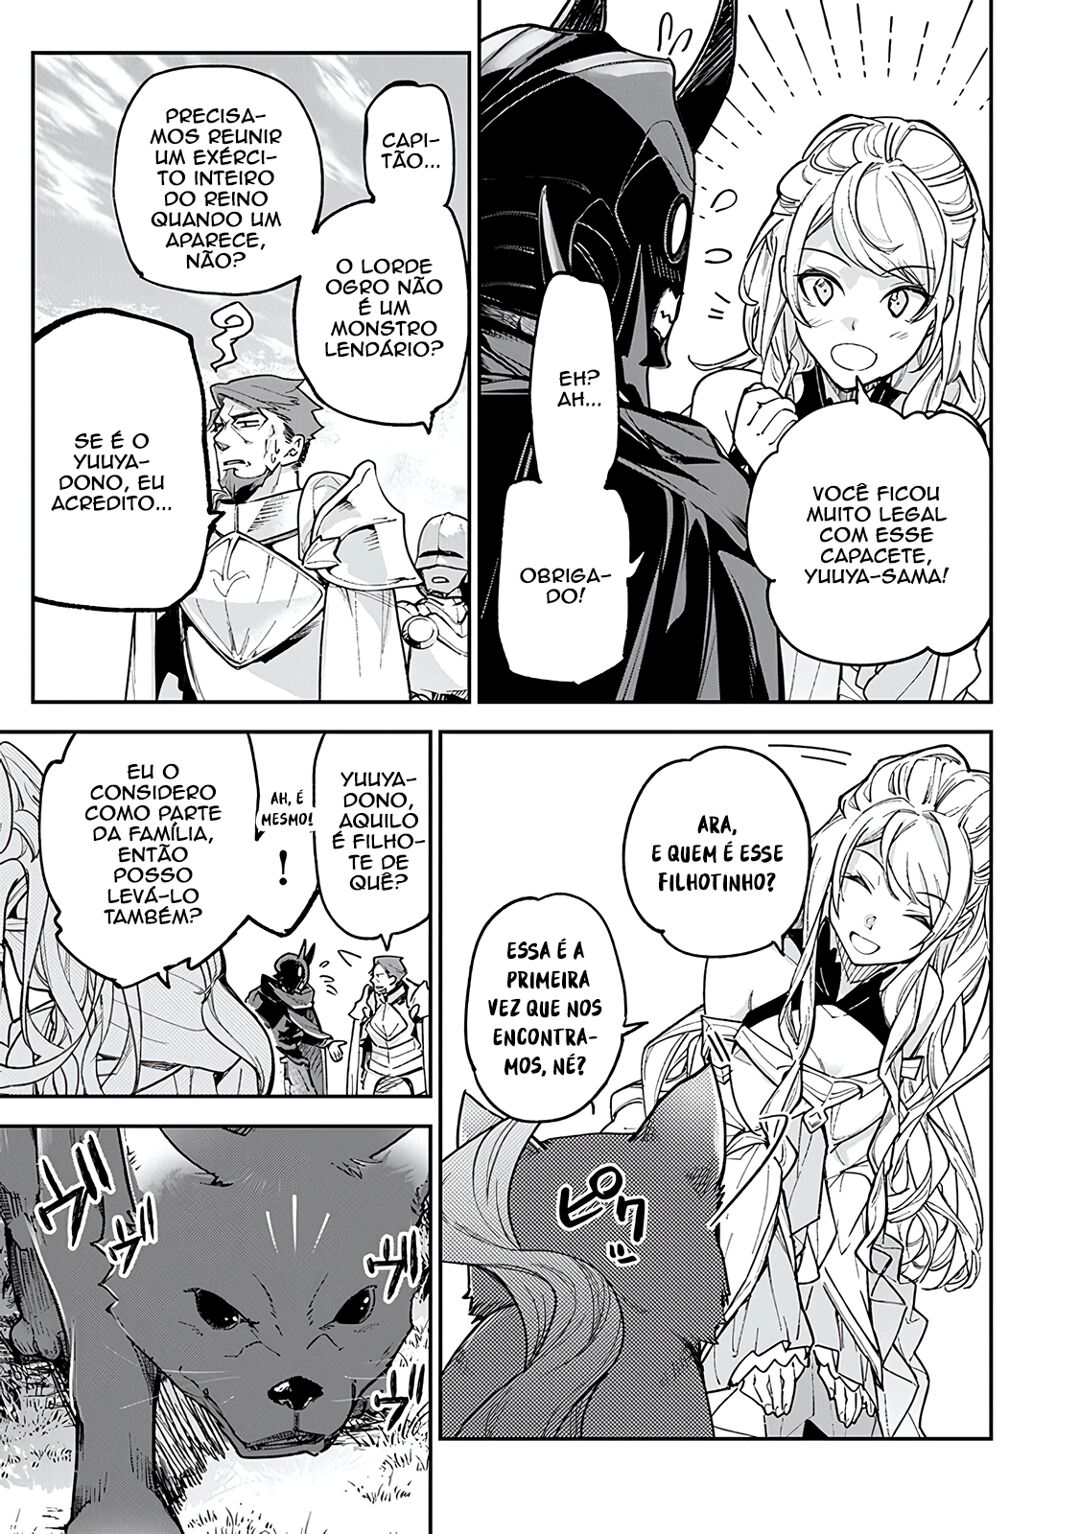 VOCÊ FICOU
MUITO LEGAL
COM ESSE
CAPACETE,
YUUYA-SAMA!
EH?
AH...
OBRIGA-
DO!
CAPI-
TÃO...
O LORDE
OGRO NÃO
É UM
MONSTRO
LENDÁRIO?
PRECISA-
MOS REUNIR
UM EXÉRCI-
TO INTEIRO
DO REINO
QUANDO UM
APARECE,
NÃO?
SE É O
YUUYA-
DONO, EU
ACREDITO...
ARA,
E QUEM É ESSE
FILHOTINHO?
ESSA É A
PRIMEIRA
VEZ QUE NOS
ENCONTRA-
MOS, NÉ?
ピク
YUUYA-
DONO,
AQUILO
É FILHO-
TE DE
QUÊ?
AH, É
MESMO!
!
EU O
CONSIDERO
COMO PARTE
DA FAMÍLIA,
ENTÃO
POSSO
LEVÁ-LO
TAMBÉM?